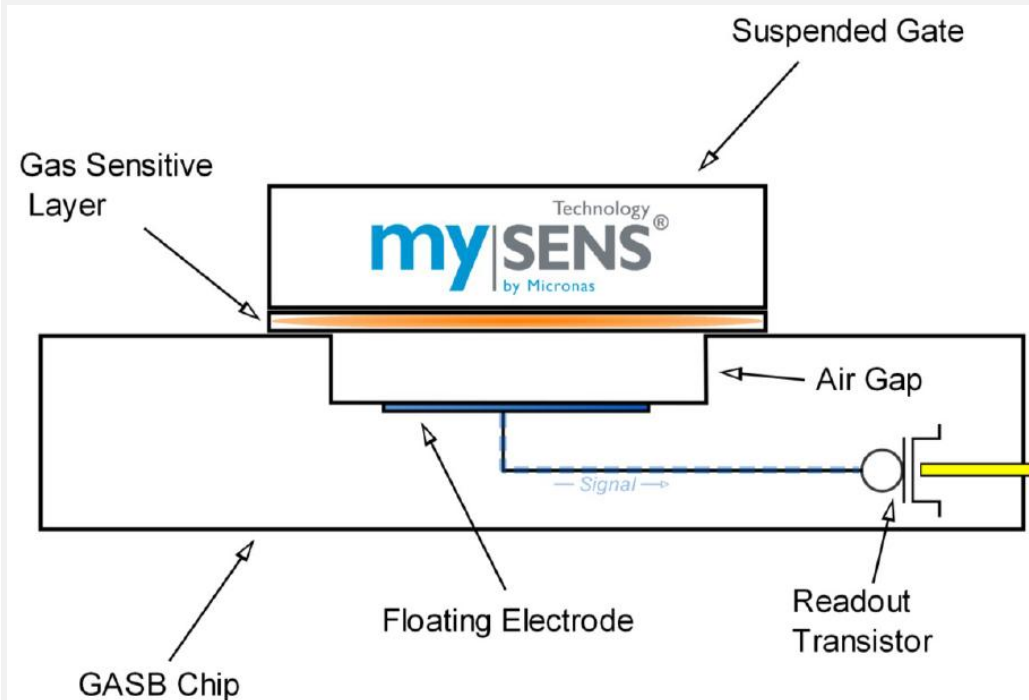 Suspended Gate
Gas Sensitive
Layer
Technology
my|SENS®
by Micronas
Air Gap
Signal
Readout
Transistor
Floating Electrode
GASB Chip